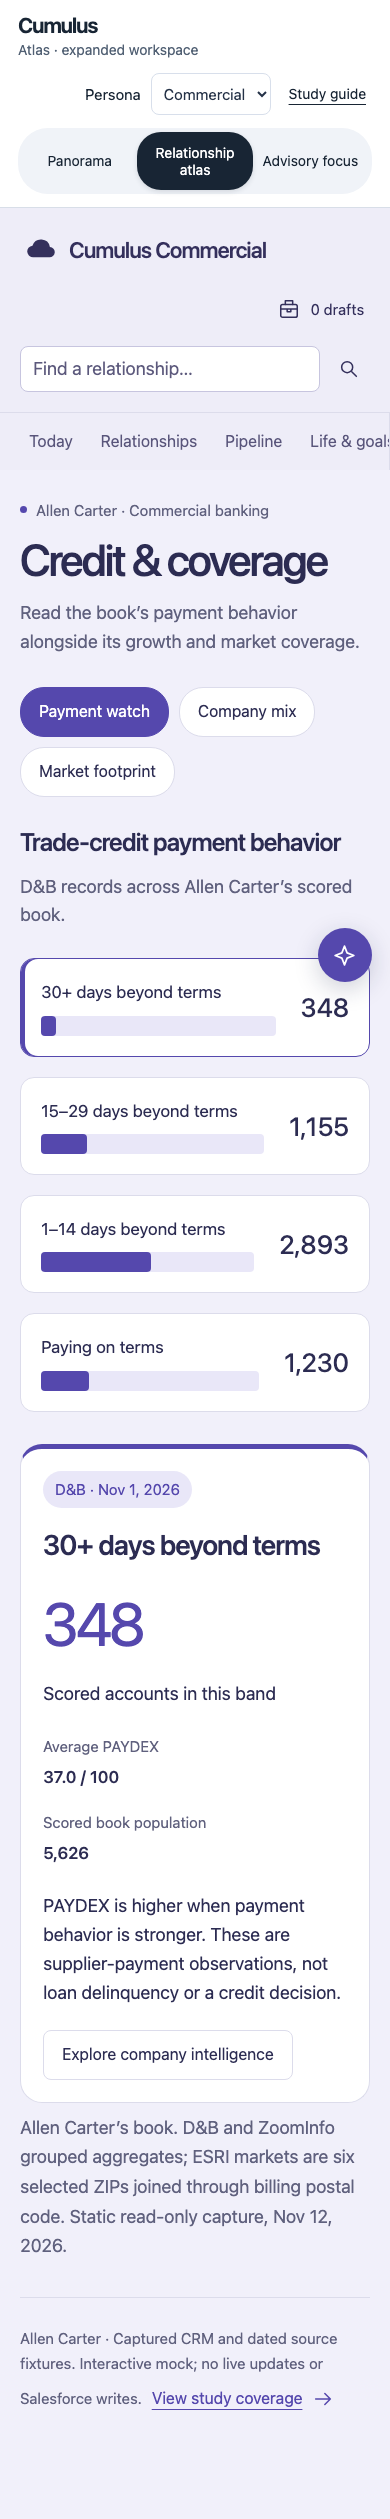 Cumulus
Atlas · expanded workspace
Persona
Commercial
Study guide
Panorama
Relationship
atlas
Advisory focus
Cumulus Commercial
0 drafts
Find a relationship...
Today
Relationships
Pipeline
Life & goals
Allen Carter · Commercial banking
Credit & coverage
Read the book’s payment behavior
alongside its growth and market coverage.
Payment watch
Company mix
Market footprint
Trade-credit payment behavior
D&B records across Allen Carter’s scored
book.
30+ days beyond terms
348
15–29 days beyond terms
1,155
1–14 days beyond terms
2,893
Paying on terms
1,230
D&B · Nov 1, 2026
30+ days beyond terms
348
Scored accounts in this band
Average PAYDEX
37.0 / 100
Scored book population
5,626
PAYDEX is higher when payment
behavior is stronger. These are
supplier-payment observations, not
loan delinquency or a credit decision.
Explore company intelligence
Allen Carter’s book. D&B and ZoomInfo
grouped aggregates; ESRI markets are six
selected ZIPs joined through billing postal
code. Static read-only capture, Nov 12,
2026.
Allen Carter · Captured CRM and dated source
fixtures. Interactive mock; no live updates or
Salesforce writes. View study coverage